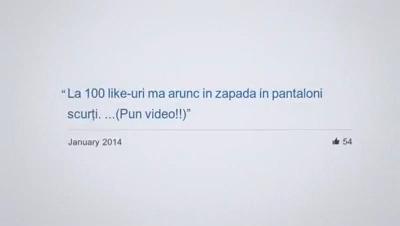 “La 100 like-uri ma arunc in zapada in pantaloni
scurți. ...(Pun video!!)”
January 2014
54